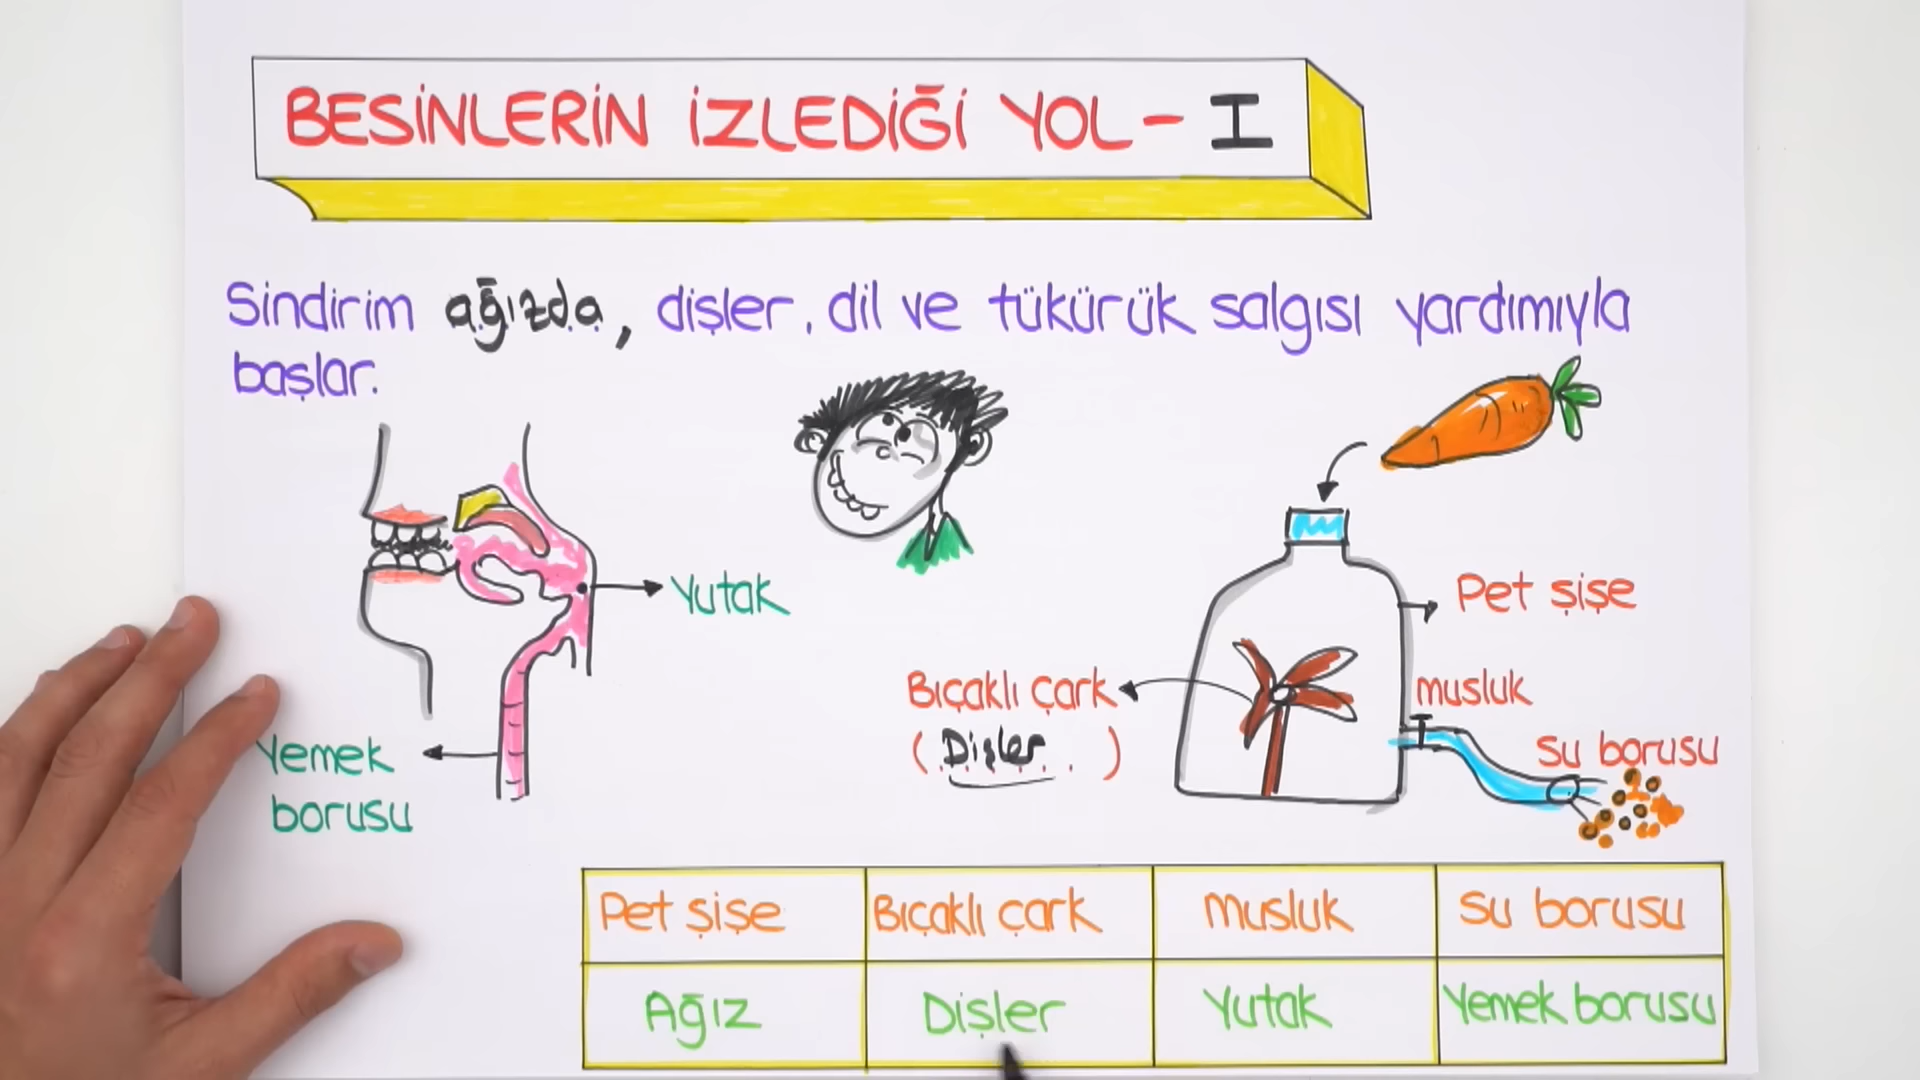 BESİNLERİN İZLEDİĞİ YOL - I
Sindirim ağızda, dişler, dil ve tükürük salgısı yardımıyla
başlar.
Yutak
Yemek
borusu
Pet şişe
Bıçaklı çark
(Dişler)
musluk
su borusu
Pet şişe Bıçaklı çark musluk su borusu
Ağız Dişler Yutak Yemek borusu